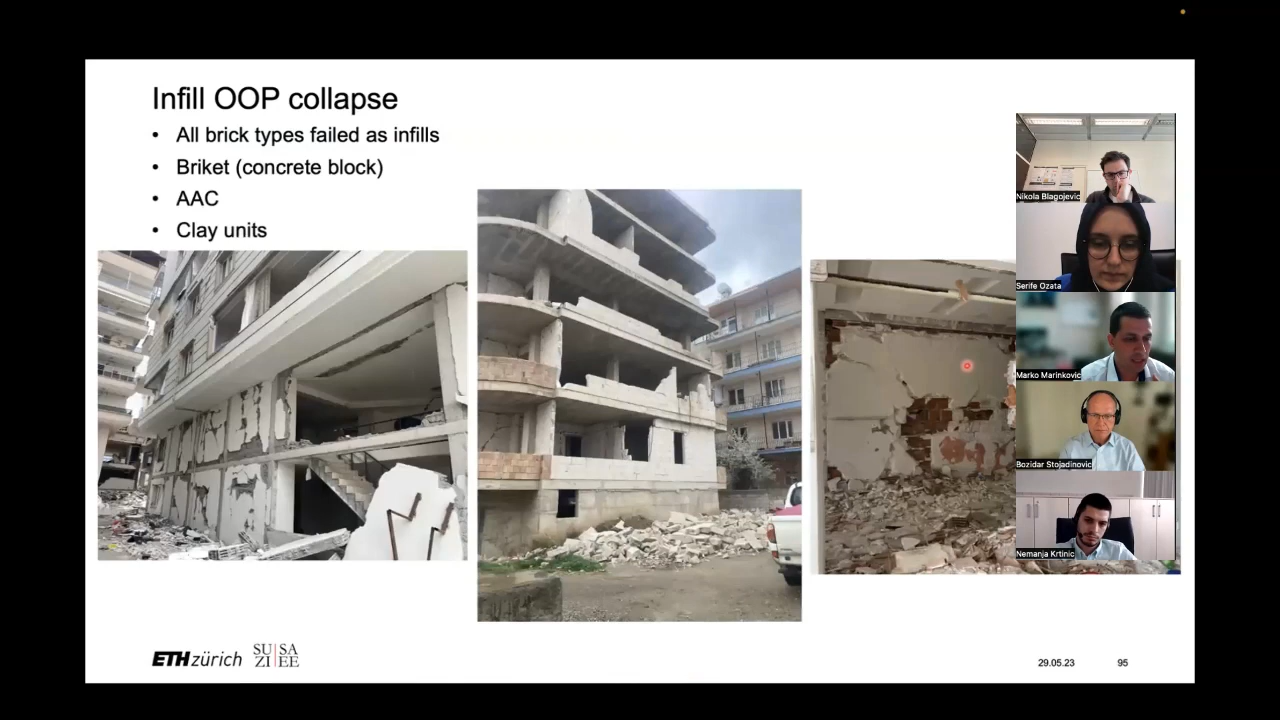 Infill OOP collapse
• All brick types failed as infills
• Briket (concrete block)
• AAC
• Clay units
Nikola Blagojevic
Serife Ozata
Marko Marinkovic
Bozidar Stojadinovic
Nemanja Krtinic
ETH zürich
SU|SA
ZI|EE
29.05.23
95